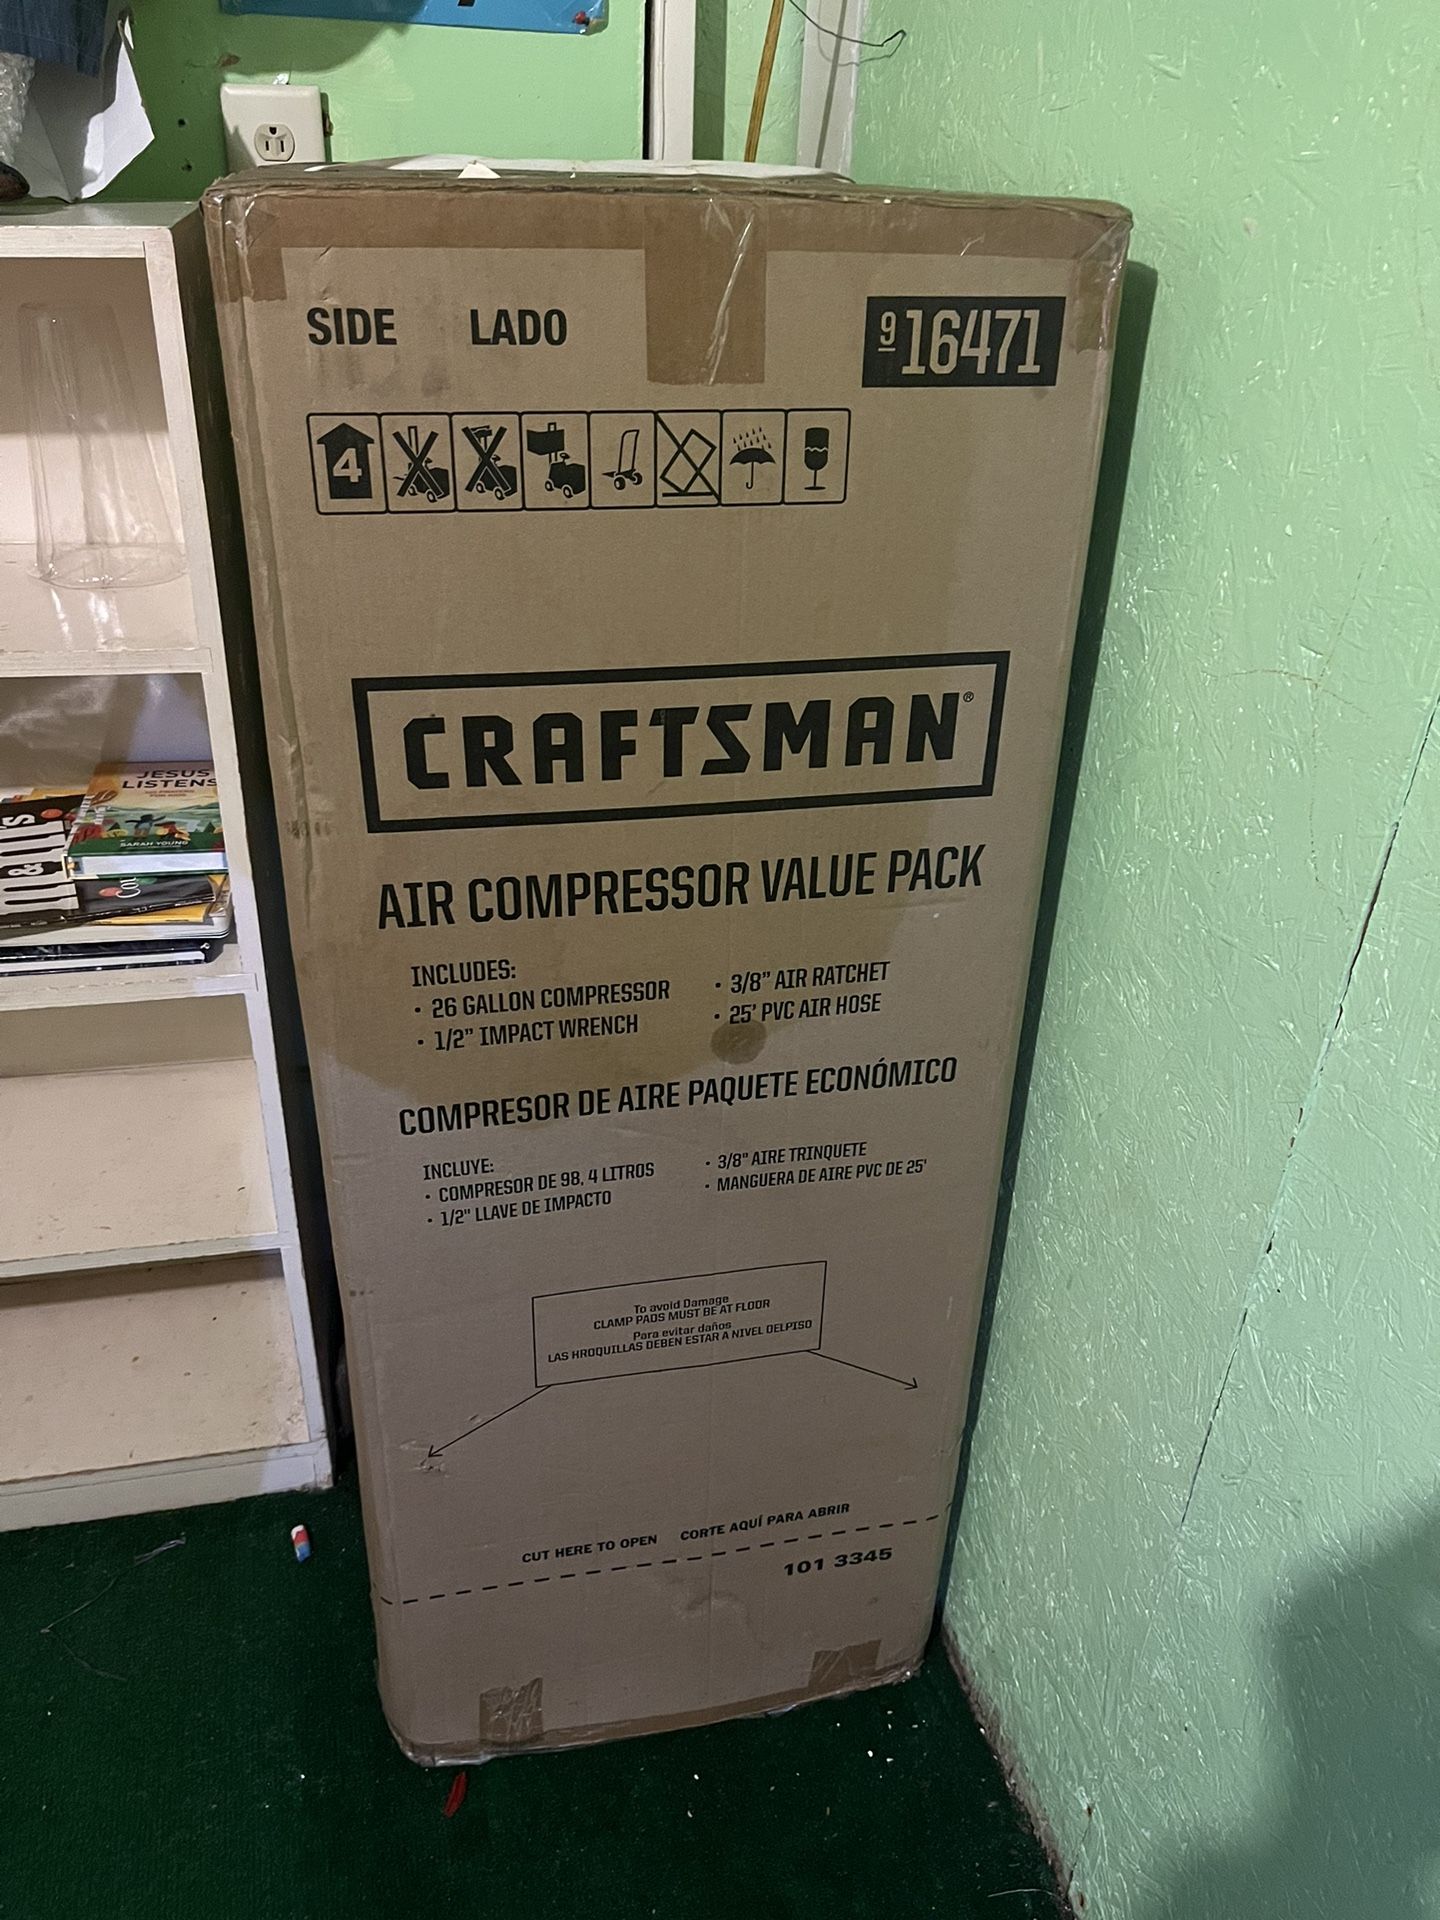 SIDE LADO
9 16471
4
CRAFTSMAN®
AIR COMPRESSOR VALUE PACK
INCLUDES:
• 26 GALLON COMPRESSOR
• 1/2" IMPACT WRENCH
• 3/8" AIR RATCHET
• 25' PVC AIR HOSE
COMPRESOR DE AIRE PAQUETE ECONÓMICO
INCLUYE:
• COMPRESOR DE 98, 4 LITROS
• 1/2" LLAVE DE IMPACTO
• 3/8" AIRE TRINQUETE
• MANGUERA DE AIRE PVC DE 25'
To avoid Damage
CLAMP PADS MUST BE AT FLOOR
Para evitar daños
LAS HROQUILLAS DEBEN ESTAR A NIVEL DELPISO
CUT HERE TO OPEN CORTE AQUÍ PARA ABRIR
101 3345
JESUS
LISTENS
SARAH YOUNG
m&m's